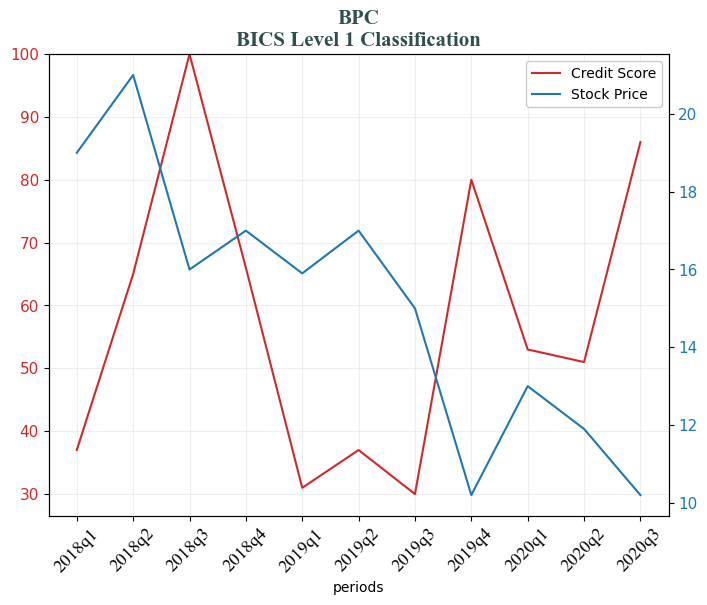 BPC
BICS Level 1 Classification
Credit Score
Stock Price
100
90
80
70
60
50
40
30
20
18
16
14
12
10
2018q1
2018q2
2018q3
2018q4
2019q1
2019q2
2019q3
2019q4
2020q1
2020q2
2020q3
periods